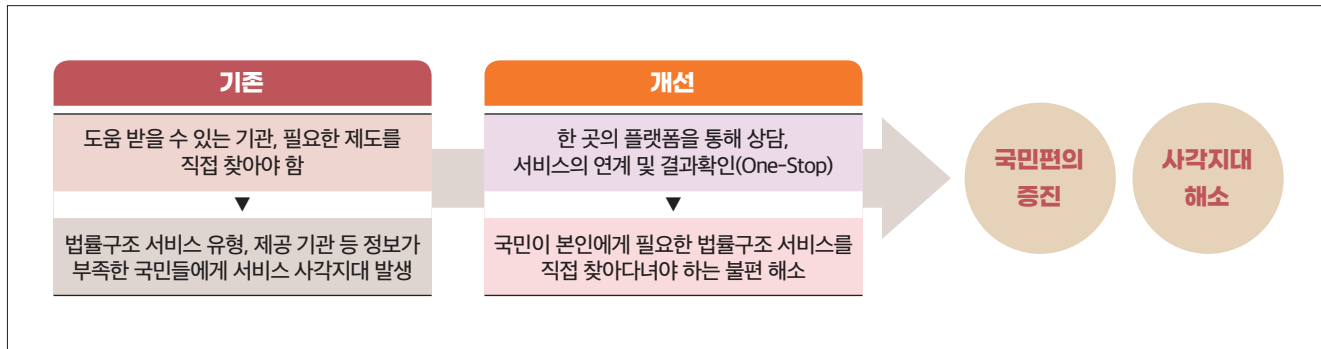 기존
도움 받을 수 있는 기관, 필요한 제도를
직접 찾아야 함
▼
법률구조 서비스 유형, 제공 기관 등 정보가
부족한 국민들에게 서비스 사각지대 발생
개선
한 곳의 플랫폼을 통해 상담,
서비스의 연계 및 결과확인(One-Stop)
▼
국민이 본인에게 필요한 법률구조 서비스를
직접 찾아다녀야 하는 불편 해소
국민편의
증진
사각지대
해소